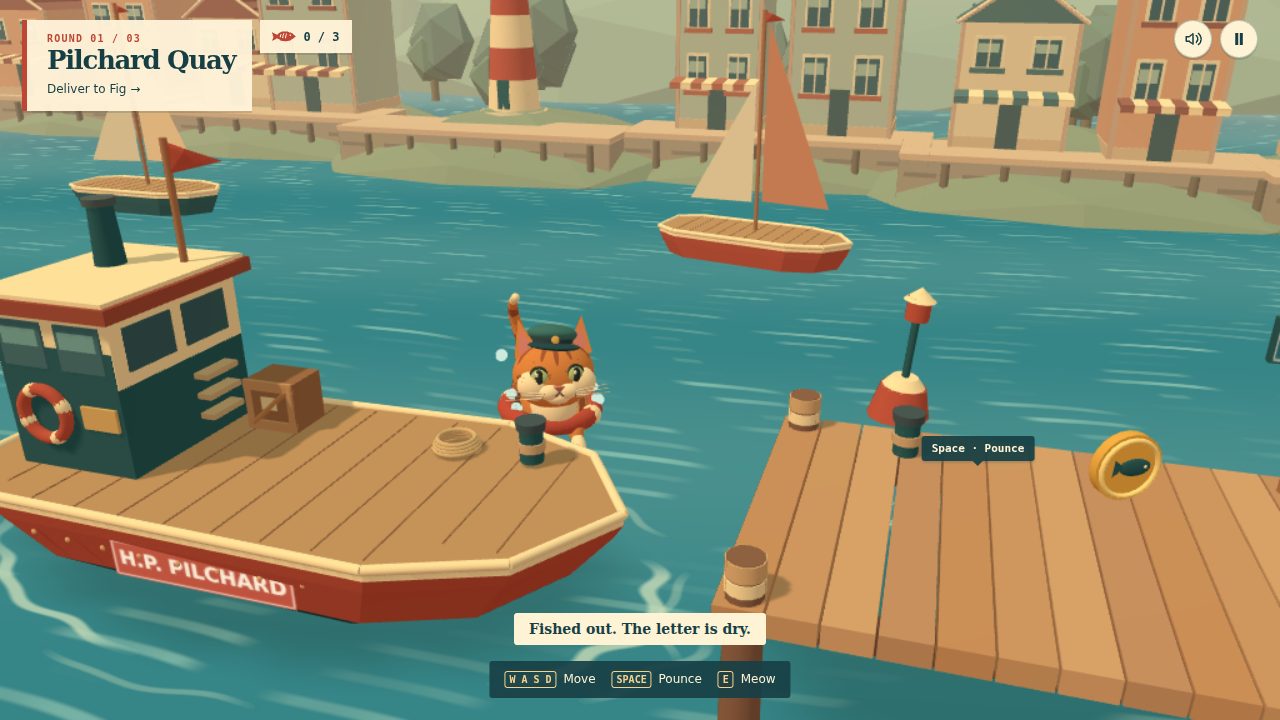 ROUND 01 / 03
Pilchard Quay
Deliver to Fig →
0 / 3
Space · Pounce
H.P. PILCHARD
Fished out. The letter is dry.
W A S D Move SPACE Pounce E Meow